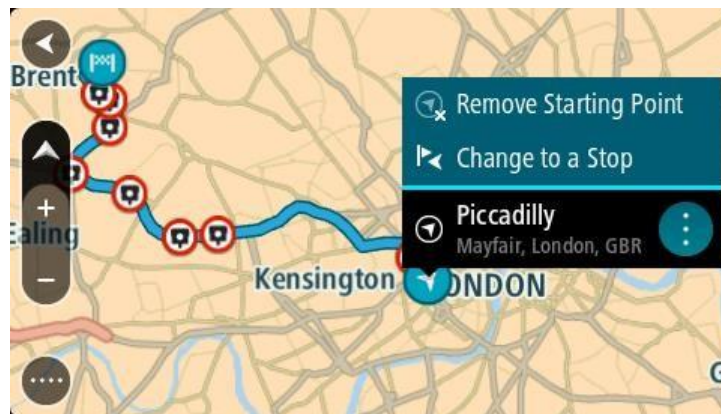 Brent
Remove Starting Point
Change to a Stop
Piccadilly
Mayfair, London, GBR
+
Ealing
−
Kensington
ONDON
G